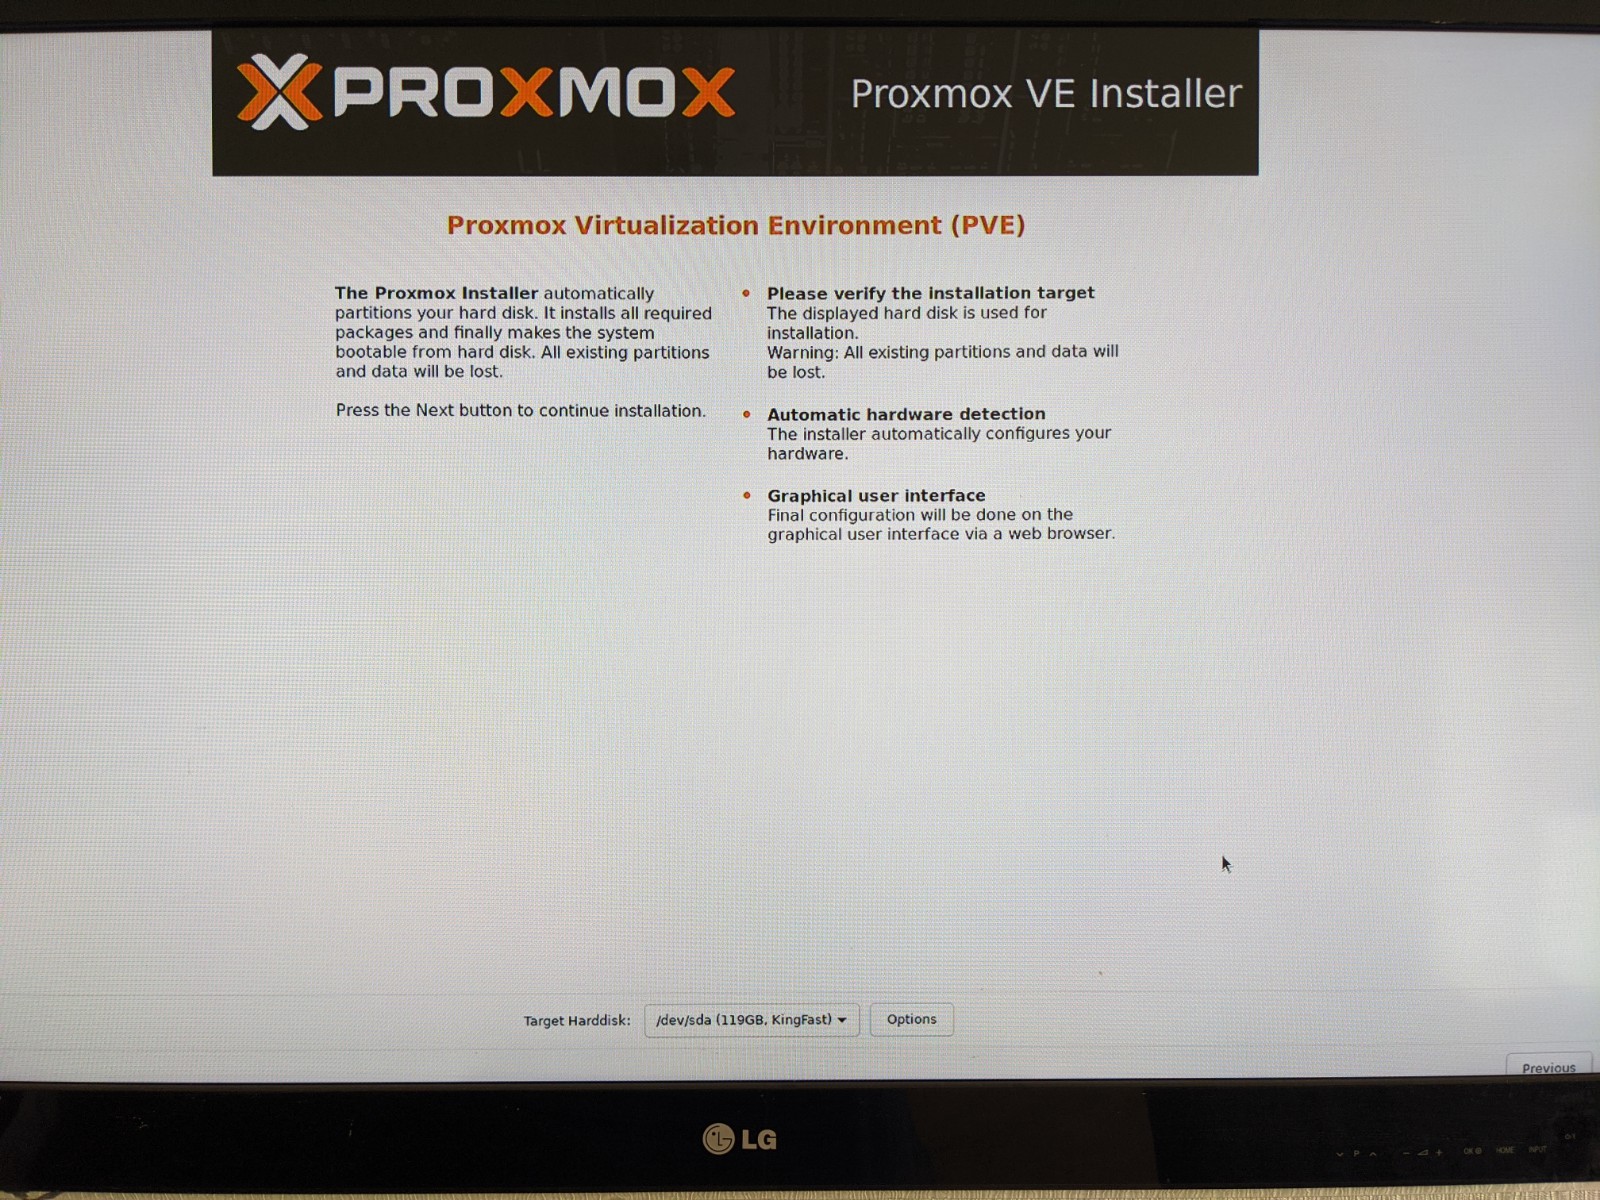 PROXMOX
Proxmox VE Installer
Proxmox Virtualization Environment (PVE)
The Proxmox Installer automatically
partitions your hard disk. It installs all required
packages and finally makes the system
bootable from hard disk. All existing partitions
and data will be lost.
Press the Next button to continue installation.
Please verify the installation target
The displayed hard disk is used for
installation.
Warning: All existing partitions and data will
be lost.
Automatic hardware detection
The installer automatically configures your
hardware.
Graphical user interface
Final configuration will be done on the
graphical user interface via a web browser.
Target Harddisk: /dev/sda (119GB, KingFast) Options
Previous
LG
P - + OK HOME INPUT